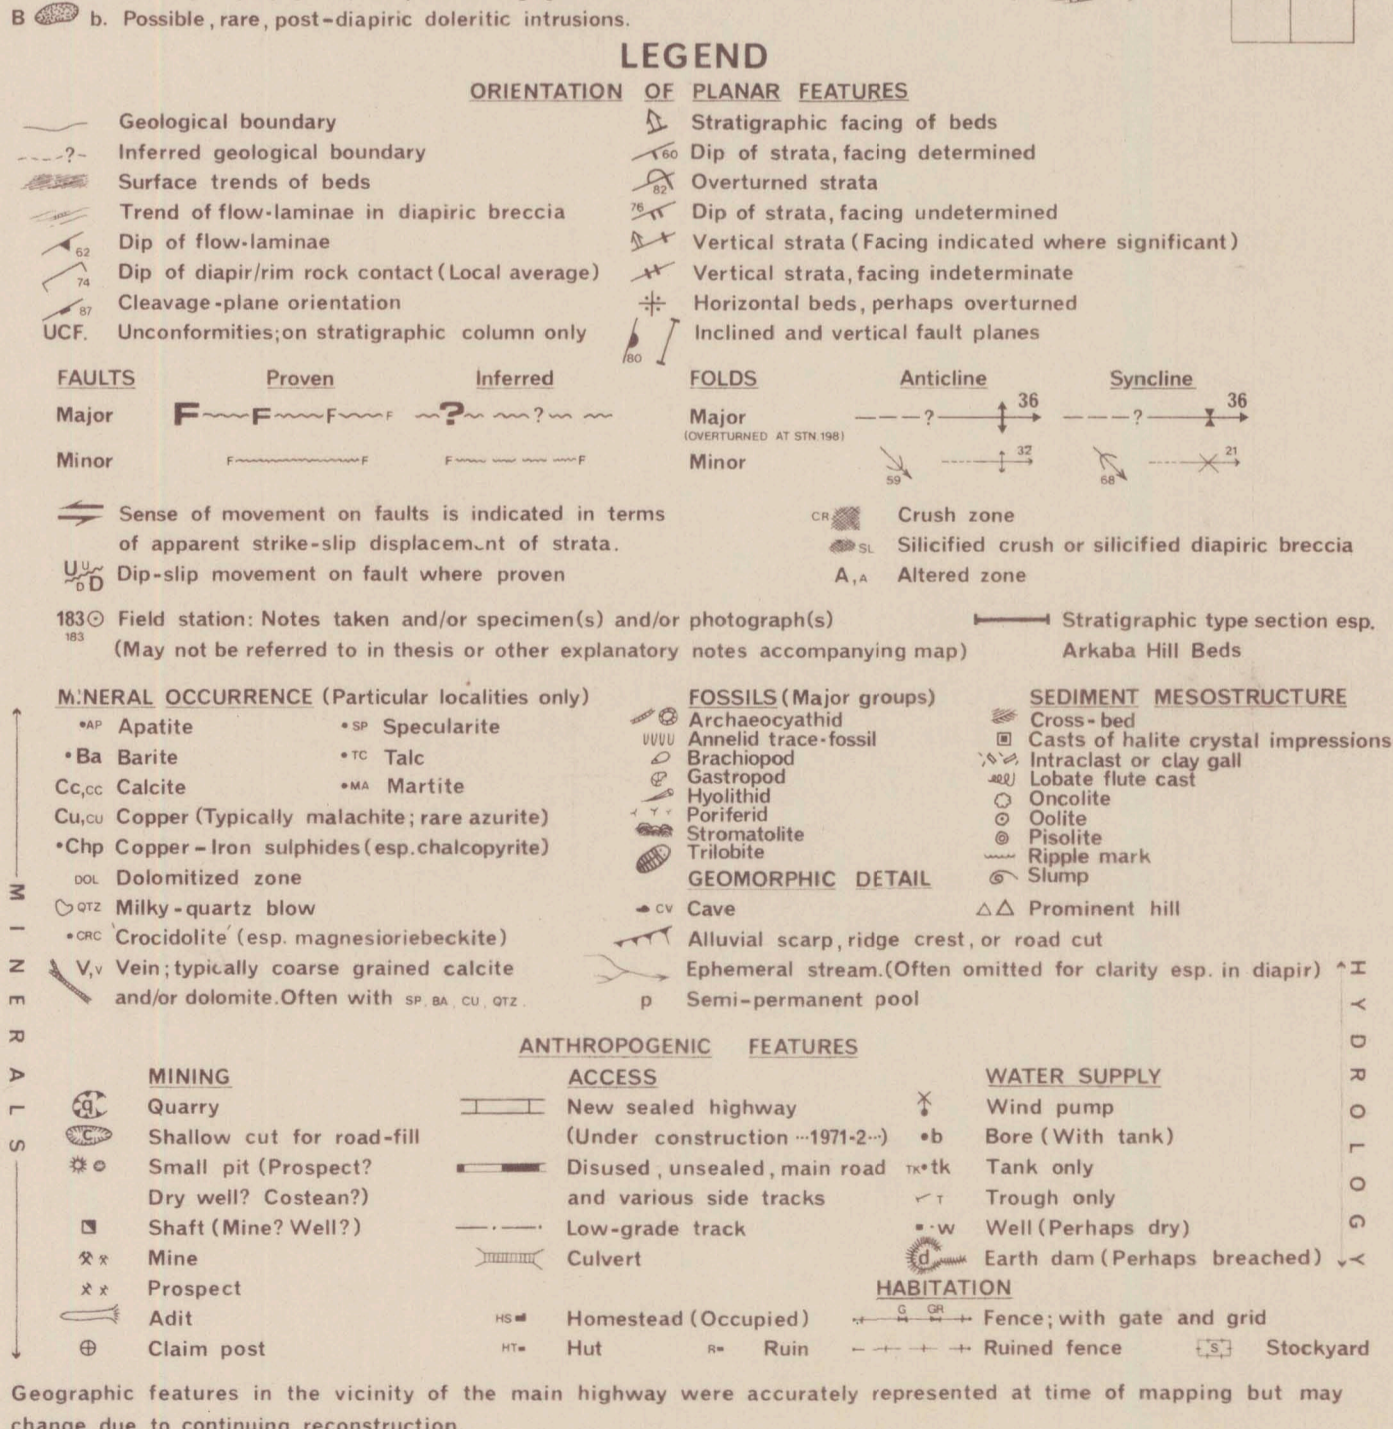 B b. Possible, rare, post-diapiric doleritic intrusions.
LEGEND
ORIENTATION OF PLANAR FEATURES
Geological boundary
---?- Inferred geological boundary
Surface trends of beds
Trend of flow-laminae in diapiric breccia
62 Dip of flow-laminae
74 Dip of diapir/rim rock contact (Local average)
87 Cleavage-plane orientation
UCF. Unconformities; on stratigraphic column only
Stratigraphic facing of beds
60 Dip of strata, facing determined
82 Overturned strata
76 Dip of strata, facing undetermined
Vertical strata (Facing indicated where significant)
Vertical strata, facing indeterminate
Horizontal beds, perhaps overturned
80 Inclined and vertical fault planes
FAULTS Proven Inferred
Major F F F F ? ?
Minor F F F F
FOLDS Anticline Syncline
Major ? 36 ? 36
(OVERTURNED AT STN.198)
Minor 59 32 68 21
Sense of movement on faults is indicated in terms
of apparent strike-slip displacement of strata.
U U D D Dip-slip movement on fault where proven
CR Crush zone
SL Silicified crush or silicified diapiric breccia
A,A Altered zone
183 Field station: Notes taken and/or specimen(s) and/or photograph(s)
183
(May not be referred to in thesis or other explanatory notes accompanying map)
Stratigraphic type section esp.
Arkaba Hill Beds
MINERAL OCCURRENCE (Particular localities only)
•AP Apatite •SP Specularite
•Ba Barite •TC Talc
Cc,cc Calcite •MA Martite
Cu,cu Copper (Typically malachite; rare azurite)
•Chp Copper-Iron sulphides (esp. chalcopyrite)
DOL Dolomitized zone
QTZ Milky-quartz blow
•CRC 'Crocidolite' (esp. magnesioriebeckite)
V,v Vein; typically coarse grained calcite
and/or dolomite. Often with SP, BA, CU, QTZ.
MINERALS
FOSSILS (Major groups)
Archaeocyathid
Annelid trace-fossil
Brachiopod
Gastropod
Hyolithid
Poriferid
Stromatolite
Trilobite
SEDIMENT MESOSTRUCTURE
Cross-bed
Casts of halite crystal impressions
Intraclast or clay gall
Lobate flute cast
Oncolite
Oolite
Pisolite
Ripple mark
Slump
GEOMORPHIC DETAIL
CV Cave
Prominent hill
Alluvial scarp, ridge crest, or road cut
Ephemeral stream. (Often omitted for clarity esp. in diapir)
p Semi-permanent pool
HYDROLOGY
ANTHROPOGENIC FEATURES
MINING
q Quarry
C Shallow cut for road-fill
Small pit (Prospect?
Dry well? Costean?)
Shaft (Mine? Well?)
Mine
Prospect
Adit
Claim post
ACCESS
New sealed highway
(Under construction ···1971-2···)
Disused, unsealed, main road
and various side tracks
Low-grade track
Culvert
WATER SUPPLY
Wind pump
•b Bore (With tank)
TK•tk Tank only
T Trough only
w Well (Perhaps dry)
d Earth dam (Perhaps breached)
HABITATION
HS Homestead (Occupied)
G GR Fence; with gate and grid
HT Hut R Ruin
Ruined fence S Stockyard
Geographic features in the vicinity of the main highway were accurately represented at time of mapping but may
change due to continuing reconstruction